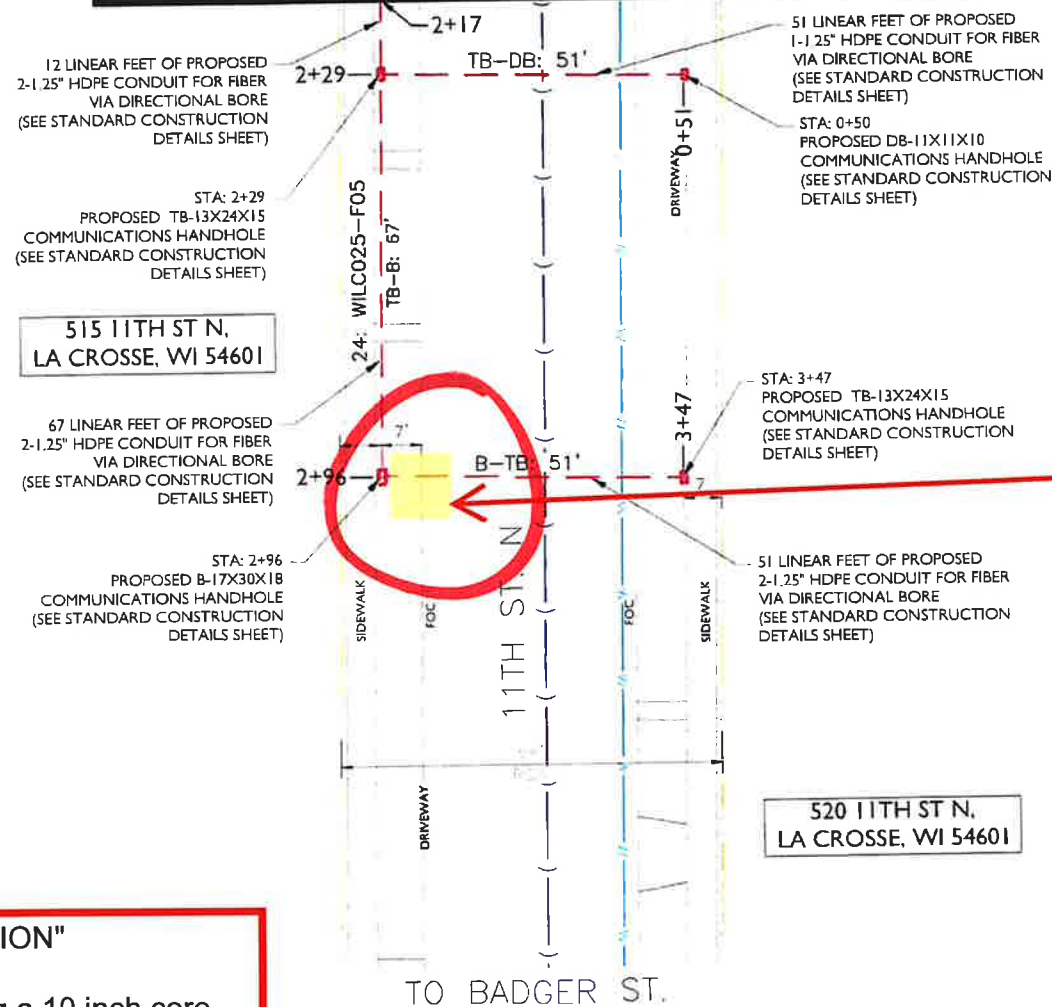 2+17
12 LINEAR FEET OF PROPOSED
2-1.25" HDPE CONDUIT FOR FIBER
VIA DIRECTIONAL BORE
(SEE STANDARD CONSTRUCTION
DETAILS SHEET)
2+29
TB-DB: 51'
51 LINEAR FEET OF PROPOSED
1-1.25" HDPE CONDUIT FOR FIBER
VIA DIRECTIONAL BORE
(SEE STANDARD CONSTRUCTION
DETAILS SHEET)
0+51
DRIVEWAY
STA: 0+50
PROPOSED DB-11X11X10
COMMUNICATIONS HANDHOLE
(SEE STANDARD CONSTRUCTION
DETAILS SHEET)
STA: 2+29
PROPOSED TB-13X24X15
COMMUNICATIONS HANDHOLE
(SEE STANDARD CONSTRUCTION
DETAILS SHEET)
24: WILC025-F05
TB-B: 67'
515 11TH ST N,
LA CROSSE, WI 54601
67 LINEAR FEET OF PROPOSED
2-1.25" HDPE CONDUIT FOR FIBER
VIA DIRECTIONAL BORE
(SEE STANDARD CONSTRUCTION
DETAILS SHEET)
7'
2+96
B-TB: 51'
3+47
7
STA: 3+47
PROPOSED TB-13X24X15
COMMUNICATIONS HANDHOLE
(SEE STANDARD CONSTRUCTION
DETAILS SHEET)
STA: 2+96
PROPOSED B-17X30X18
COMMUNICATIONS HANDHOLE
(SEE STANDARD CONSTRUCTION
DETAILS SHEET)
51 LINEAR FEET OF PROPOSED
2-1.25" HDPE CONDUIT FOR FIBER
VIA DIRECTIONAL BORE
(SEE STANDARD CONSTRUCTION
DETAILS SHEET)
SIDEWALK
FOC
11TH ST. N
FOC
SIDEWALK
DRIVEWAY
520 11TH ST N,
LA CROSSE, WI 54601
ION"
a 10 inch core
TO BADGER ST.